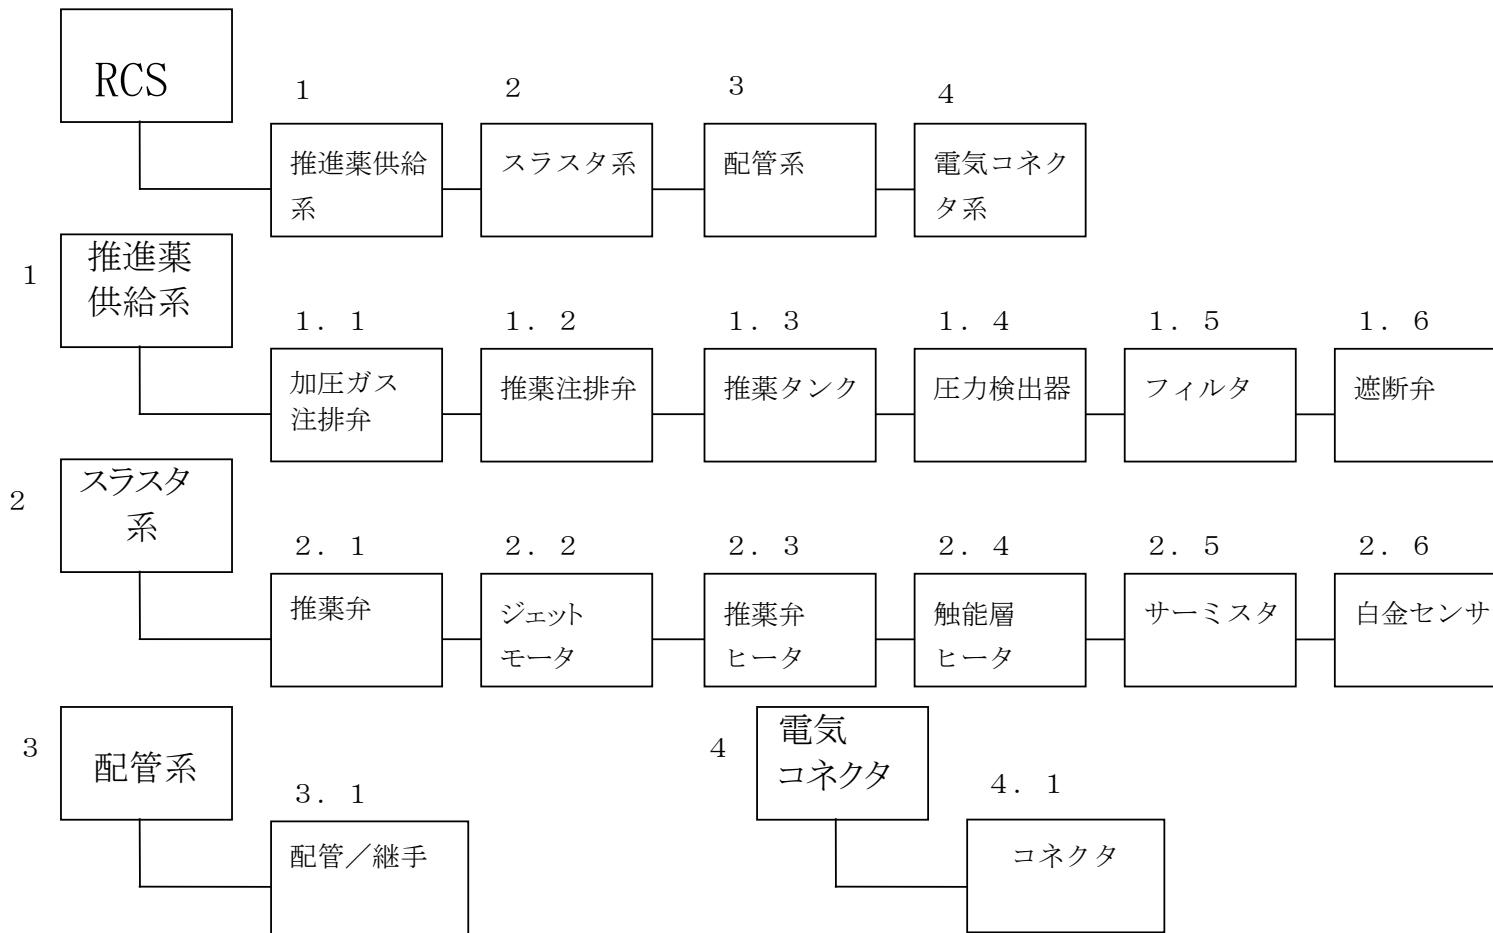 RCS
1
2
3
4
推進薬供給
系
スラスタ系
配管系
電気コネク
タ系
1
推進薬
供給系
1.1
1.2
1.3
1.4
1.5
1.6
加圧ガス
注排弁
推薬注排弁
推薬タンク
圧力検出器
フィルタ
遮断弁
2
スラスタ
系
2.1
2.2
2.3
2.4
2.5
2.6
推薬弁
ジェット
モータ
推薬弁
ヒータ
触能層
ヒータ
サーミスタ
白金センサ
3
配管系
3.1
配管/継手
4
電気
コネクタ
4.1
コネクタ